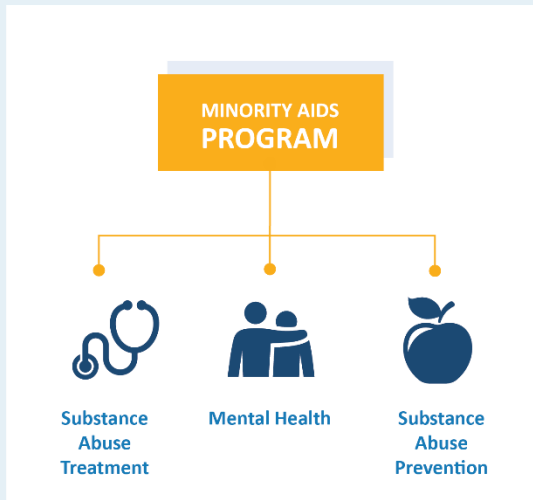 MINORITY AIDS
PROGRAM
Substance
Abuse
Treatment
Mental Health
Substance
Abuse
Prevention